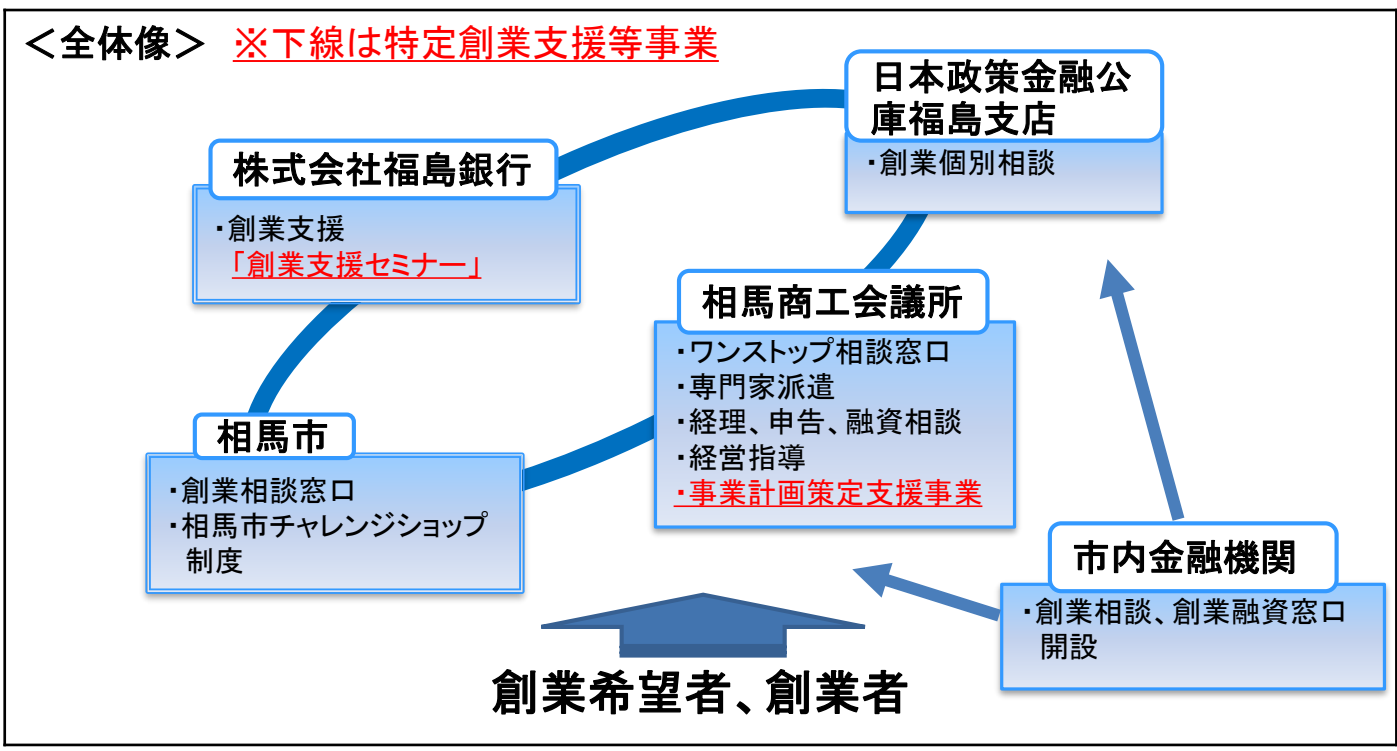 ＜全体像＞ ※下線は特定創業支援等事業
日本政策金融公
庫福島支店
・創業個別相談
株式会社福島銀行
・創業支援
「創業支援セミナー」
相馬商工会議所
・ワンストップ相談窓口
・専門家派遣
・経理、申告、融資相談
・経営指導
・事業計画策定支援事業
相馬市
・創業相談窓口
・相馬市チャレンジショップ
制度
市内金融機関
・創業相談、創業融資窓口
開設
創業希望者、創業者